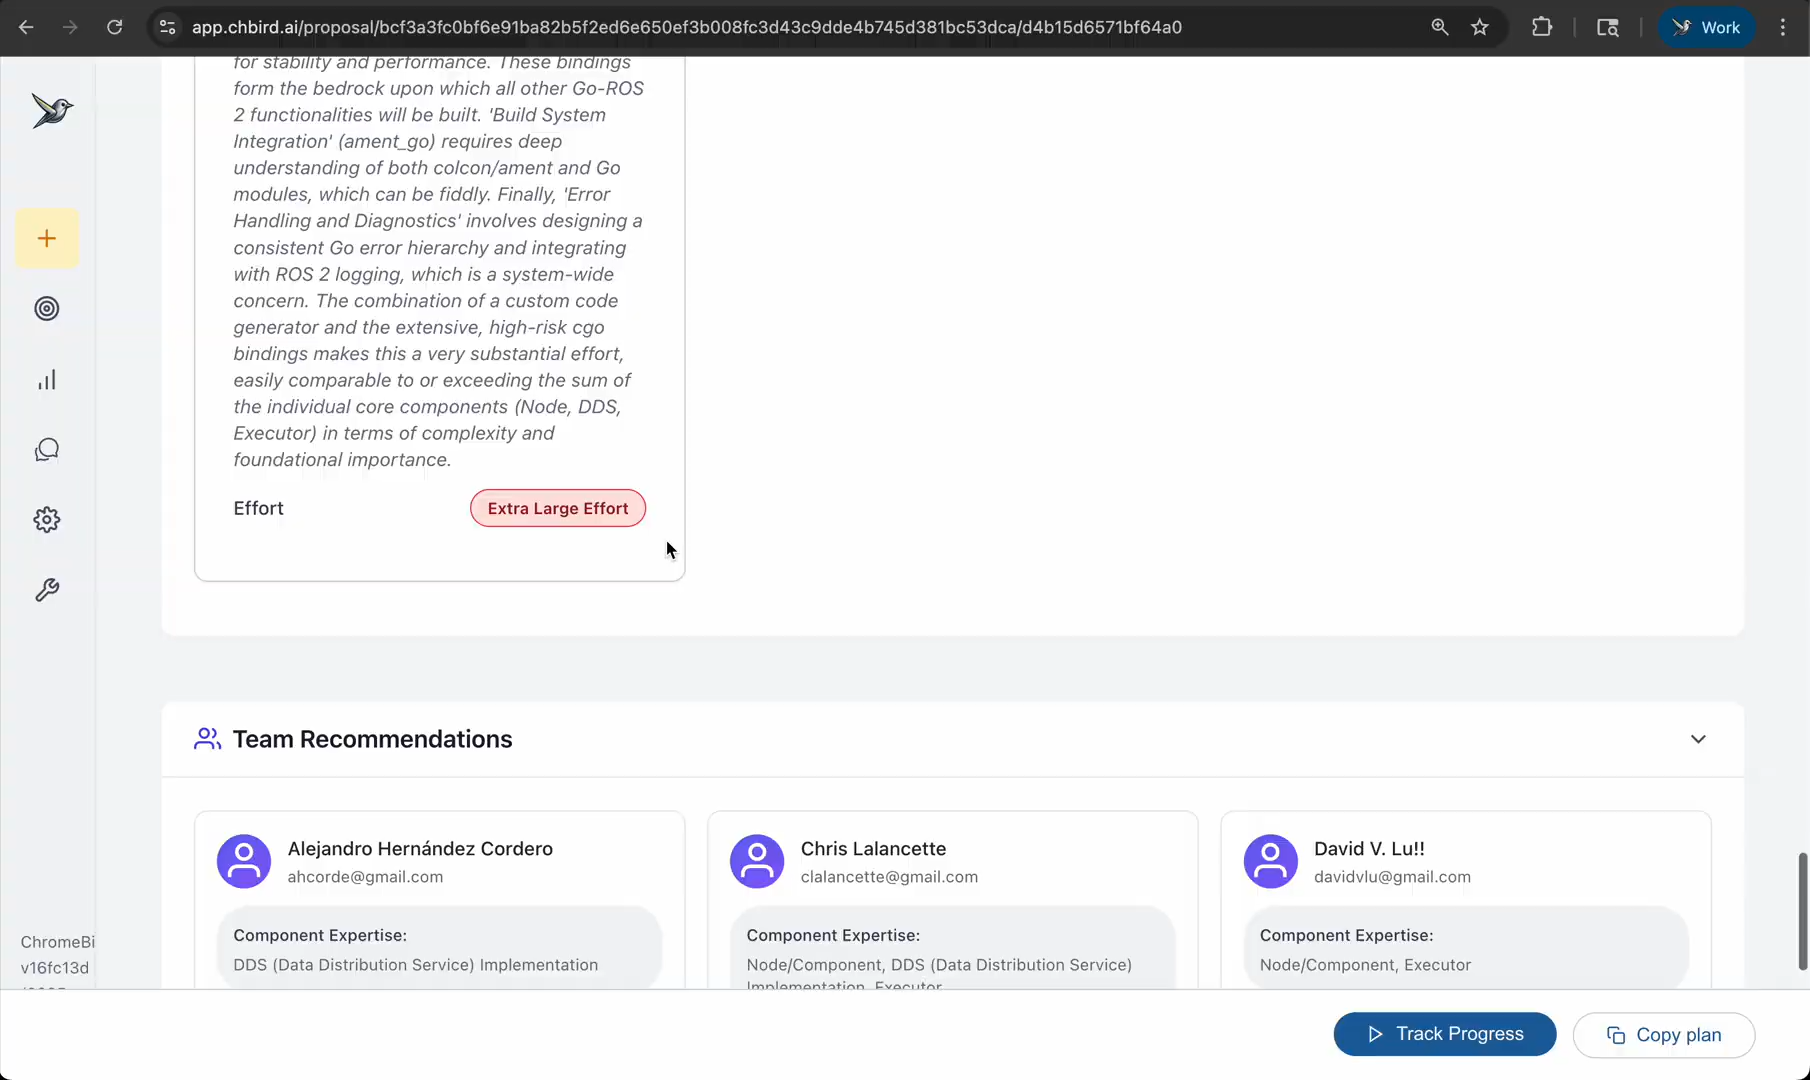 app.chbird.ai/proposal/bcf3a3fc0bf6e91ba82b5f2ed6e650ef3b008fc3d43c9dde4b745d381bc53dca/d4b15d6571bf64a0
Work
for stability and performance. These bindings
form the bedrock upon which all other Go-ROS
2 functionalities will be built. 'Build System
Integration' (ament_go) requires deep
understanding of both colcon/ament and Go
modules, which can be fiddly. Finally, 'Error
Handling and Diagnostics' involves designing a
consistent Go error hierarchy and integrating
with ROS 2 logging, which is a system-wide
concern. The combination of a custom code
generator and the extensive, high-risk cgo
bindings makes this a very substantial effort,
easily comparable to or exceeding the sum of
the individual core components (Node, DDS,
Executor) in terms of complexity and
foundational importance.
Effort
Extra Large Effort
Team Recommendations
Alejandro Hernández Cordero
ahcorde@gmail.com
Component Expertise:
DDS (Data Distribution Service) Implementation
Chris Lalancette
clalancette@gmail.com
Component Expertise:
Node/Component, DDS (Data Distribution Service)
Implementation, Executor
David V. Lu!!
davidvlu@gmail.com
Component Expertise:
Node/Component, Executor
ChromeBi
v16fc13d
Track Progress
Copy plan